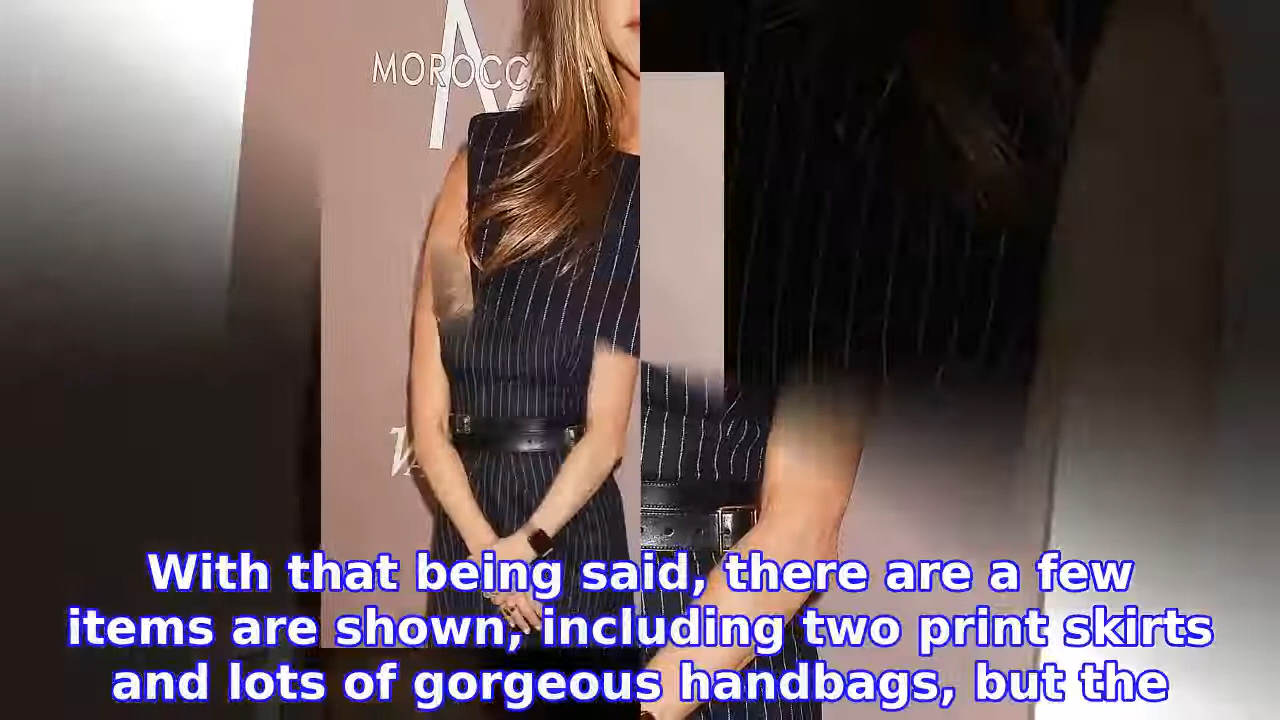 MOROCCA
With that being said, there are a few
items are shown, including two print skirts
and lots of gorgeous handbags, but the